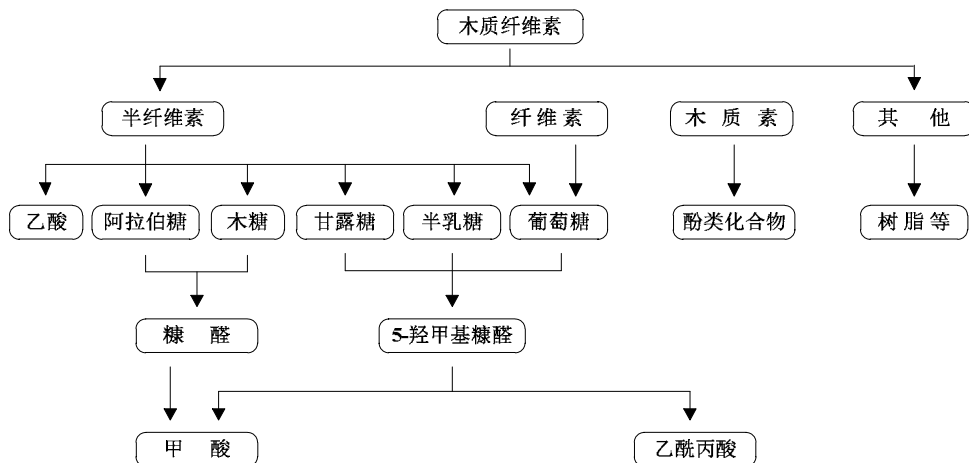 木质纤维素
半纤维素
纤维素
木质素
其他
乙酸
阿拉伯糖
木糖
甘露糖
半乳糖
葡萄糖
酚类化合物
树脂等
糠醛
5-羟甲基糠醛
甲酸
乙酰丙酸